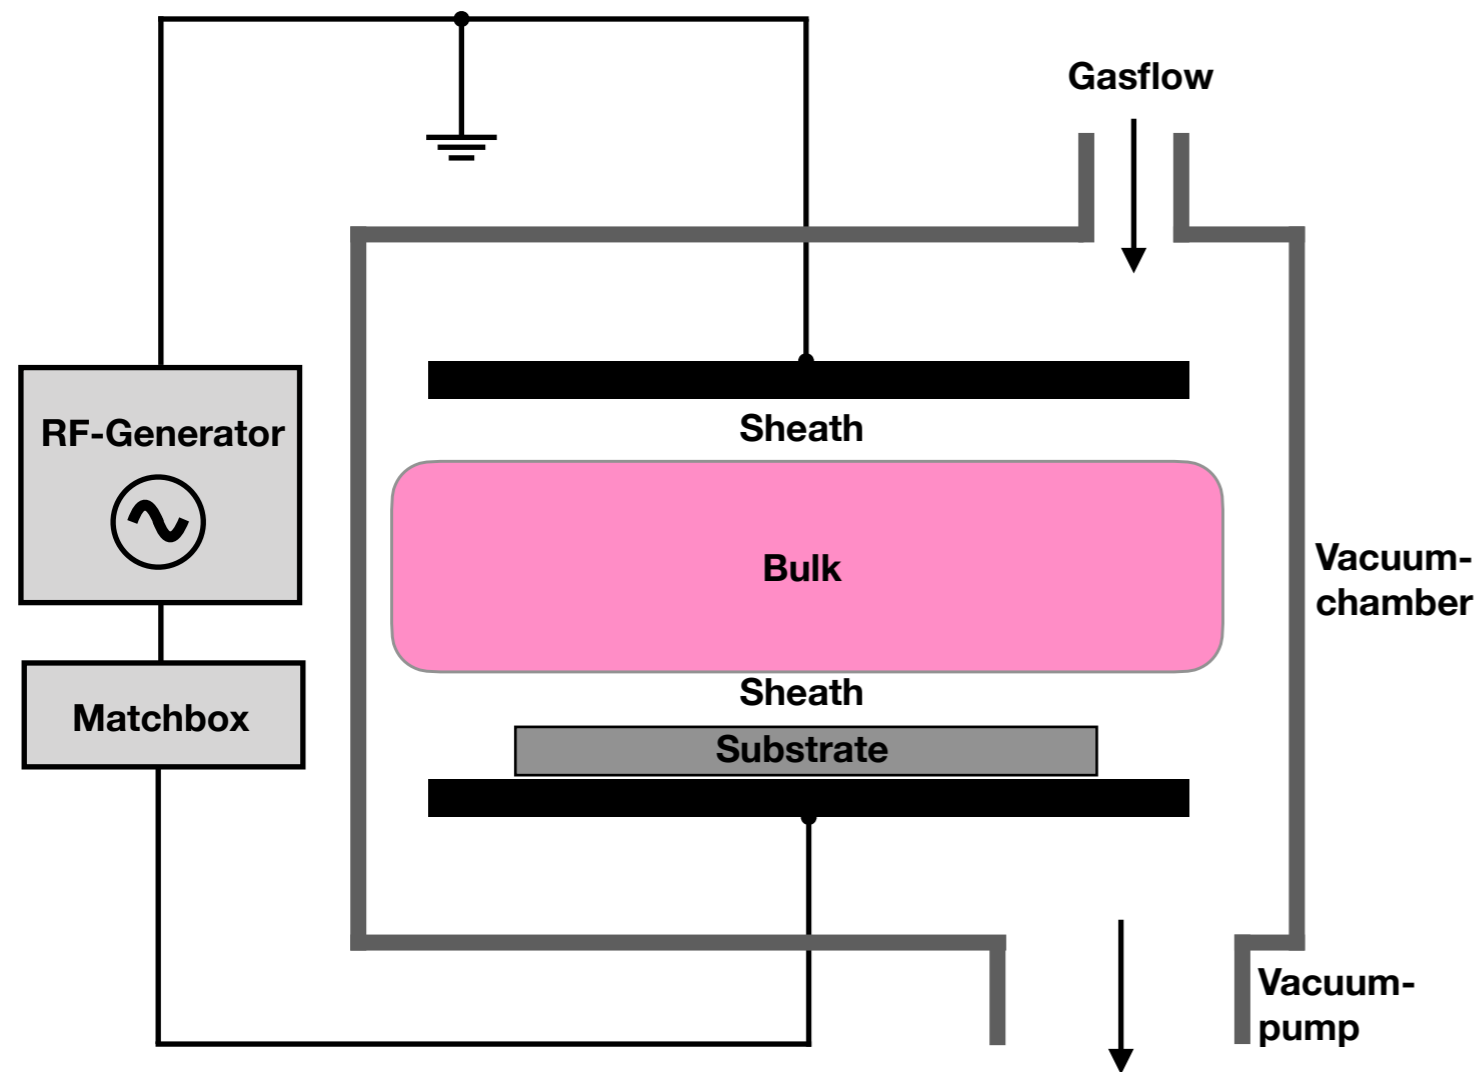 Gasflow
RF-Generator
Sheath
Bulk
Vacuum-
chamber
Sheath
Matchbox
Substrate
Vacuum-
pump